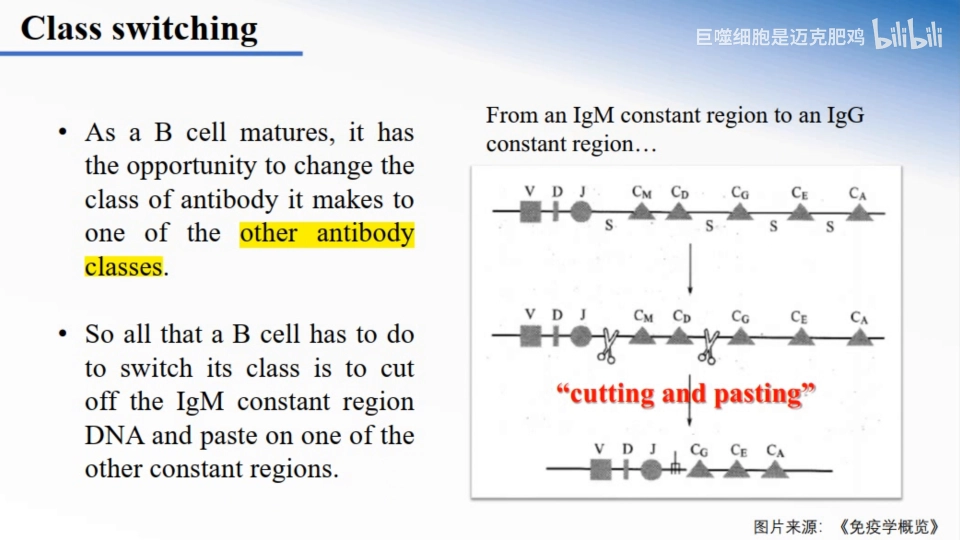 Class switching
巨噬细胞是迈克肥鸡 bilibili
• As a B cell matures, it has
the opportunity to change the
class of antibody it makes to
one of the other antibody
classes.
• So all that a B cell has to do
to switch its class is to cut
off the IgM constant region
DNA and paste on one of the
other constant regions.
From an IgM constant region to an IgG
constant region…
V D J CM CD CG CE CA
S S S S
V D J CM CD CG CE CA
“cutting and pasting”
V D J CG CE CA
图片来源：《免疫学概览》